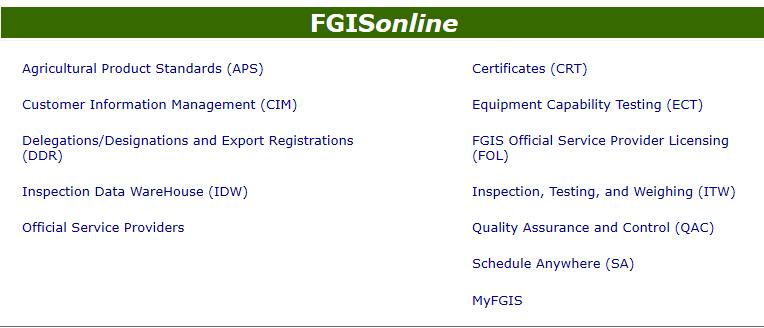 FGISonline
Agricultural Product Standards (APS)
Customer Information Management (CIM)
Delegations/Designations and Export Registrations
(DDR)
Inspection Data WareHouse (IDW)
Official Service Providers
Certificates (CRT)
Equipment Capability Testing (ECT)
FGIS Official Service Provider Licensing
(FOL)
Inspection, Testing, and Weighing (ITW)
Quality Assurance and Control (QAC)
Schedule Anywhere (SA)
MyFGIS